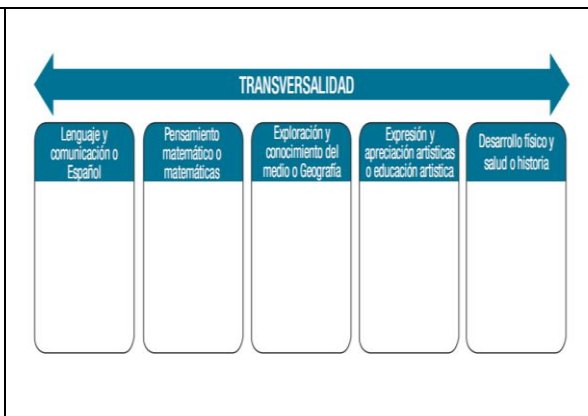 TRANSVERSALIDAD
Lenguaje y
comunicación o
Español
Pensamiento
matemático o
matemáticas
Exploración y
conocimiento del
medio o Geografía
Expresión y
apreciación artísticas
o educación artistica
Desarrollo físico y
salud o historia